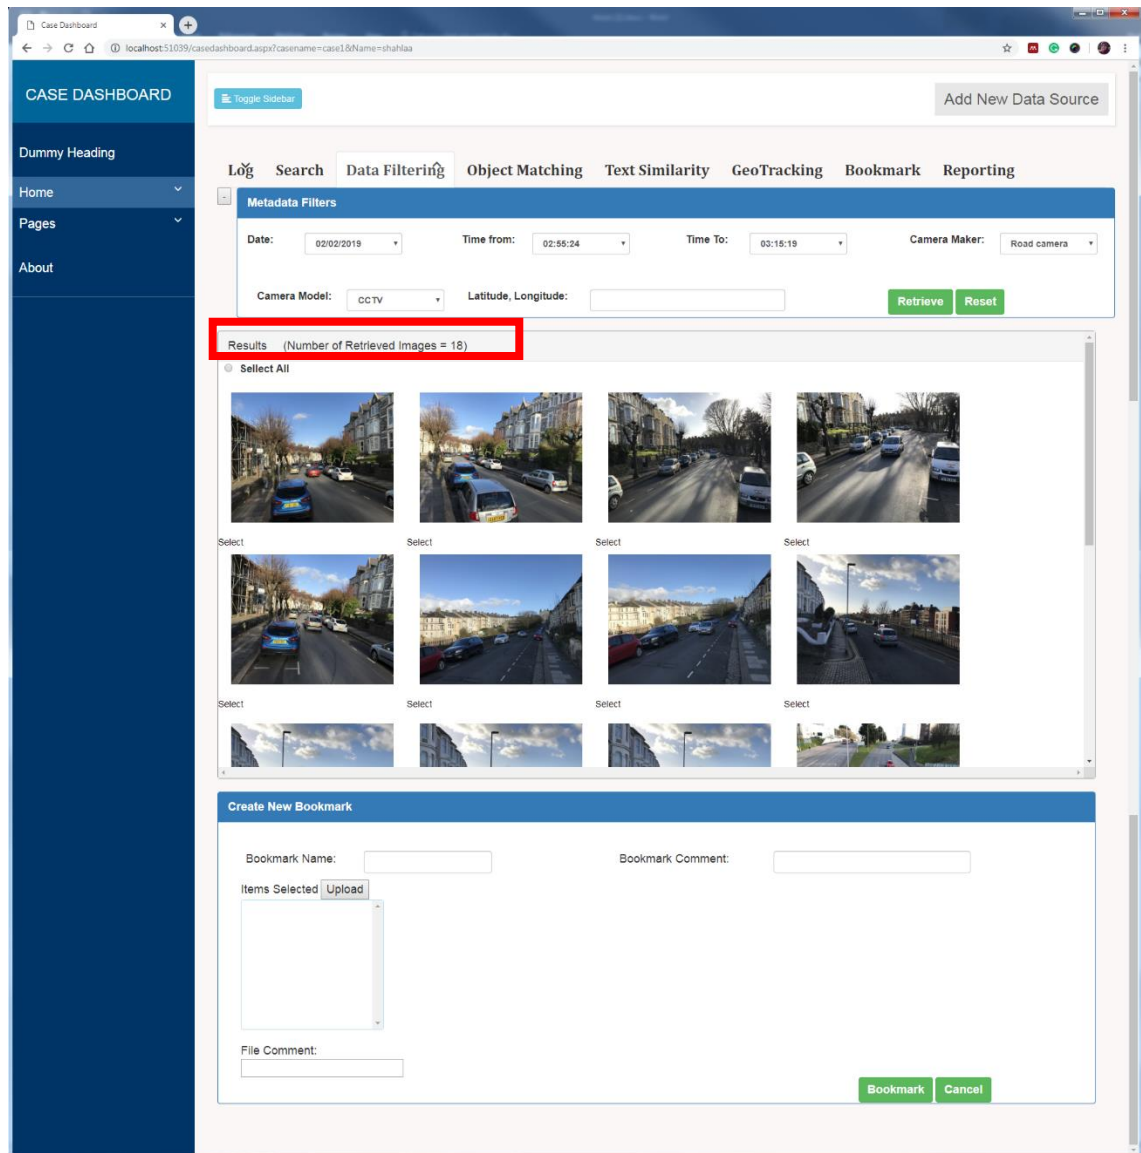 Case Dashboard
localhost:51039/casedashboard.aspx?casename=case1&Name=shahlaa
CASE DASHBOARD
Toggle Sidebar
Add New Data Source
Dummy Heading
Home
Pages
About
Log Search Data Filtering Object Matching Text Similarity GeoTracking Bookmark Reporting
-
Metadata Filters
Date: 02/02/2019 Time from: 02:55:24 Time To: 03:15:19 Camera Maker: Road camera
Camera Model: CCTV Latitude, Longitude: Retrieve Reset
Results (Number of Retrieved Images = 18)
Sellect All
Select Select Select Select
Select Select Select Select
Create New Bookmark
Bookmark Name: Bookmark Comment:
Items Selected Upload
File Comment:
Bookmark Cancel